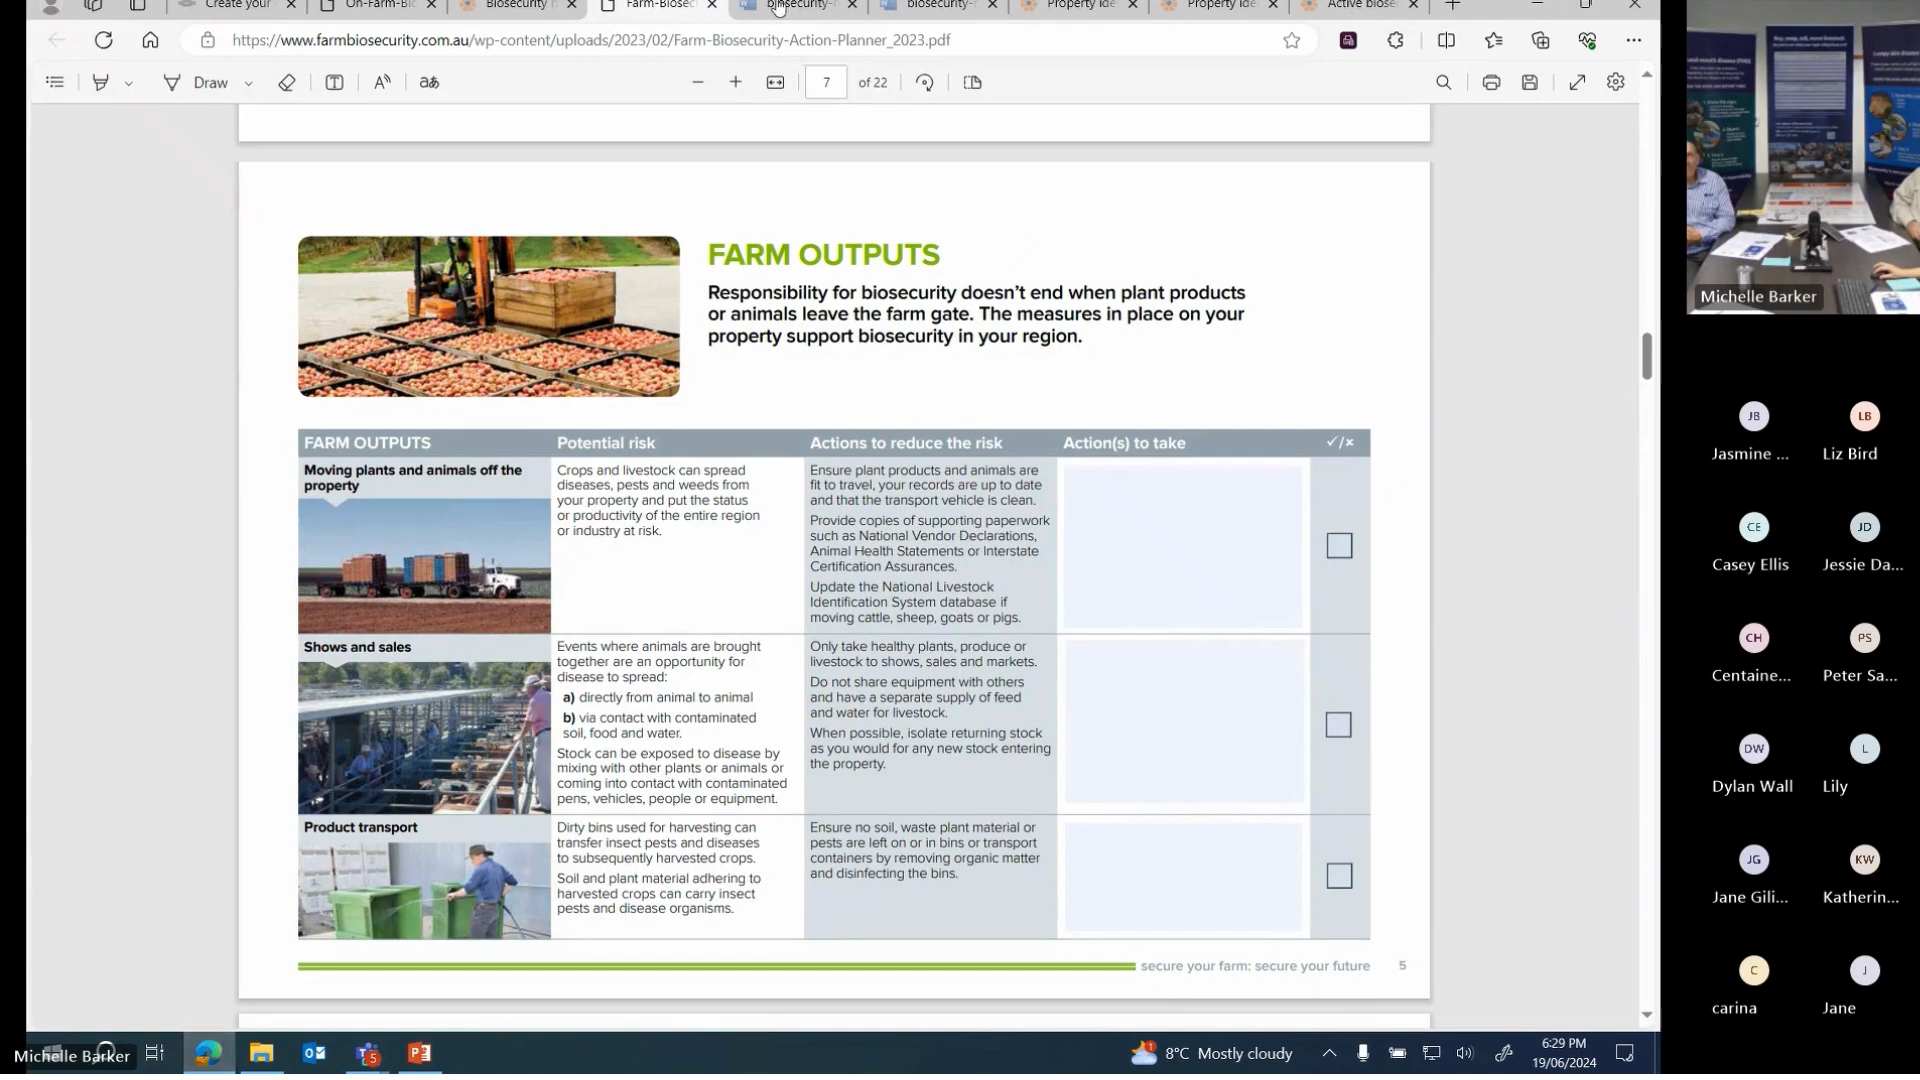 Create your
On-Farm-Bio
Biosecurity
Farm-Biosec
biosecurity-
biosecurity-
Property Ide
Property Ide
Active biose
https://www.farmbiosecurity.com.au/wp-content/uploads/2023/02/Farm-Biosecurity-Action-Planner_2023.pdf
Draw
7 of 22
FARM OUTPUTS
Responsibility for biosecurity doesn't end when plant products
or animals leave the farm gate. The measures in place on your
property support biosecurity in your region.
FARM OUTPUTS
Potential risk
Actions to reduce the risk
Action(s) to take
✓/×
Moving plants and animals off the
property
Crops and livestock can spread
diseases, pests and weeds from
your property and put the status
or productivity of the entire region
or industry at risk.
Ensure plant products and animals are
fit to travel, your records are up to date
and that the transport vehicle is clean.
Provide copies of supporting paperwork
such as National Vendor Declarations,
Animal Health Statements or Interstate
Certification Assurances.
Update the National Livestock
Identification System database if
moving cattle, sheep, goats or pigs.
Shows and sales
Events where animals are brought
together are an opportunity for
disease to spread:
a) directly from animal to animal
b) via contact with contaminated
soil, food and water.
Stock can be exposed to disease by
mixing with other plants or animals or
coming into contact with contaminated
pens, vehicles, people or equipment.
Only take healthy plants, produce or
livestock to shows, sales and markets.
Do not share equipment with others
and have a separate supply of feed
and water for livestock.
When possible, isolate returning stock
as you would for any new stock entering
the property.
Product transport
Dirty bins used for harvesting can
transfer insect pests and diseases
to subsequently harvested crops.
Soil and plant material adhering to
harvested crops can carry insect
pests and disease organisms.
Ensure no soil, waste plant material or
pests are left on or in bins or transport
containers by removing organic matter
and disinfecting the bins.
secure your farm: secure your future 5
Michelle Barker
JB
Jasmine ...
LB
Liz Bird
CE
Casey Ellis
JD
Jessie Da...
CH
Centaine...
PS
Peter Sa...
DW
Dylan Wall
L
Lily
JG
Jane Gili...
KW
Katherin...
C
carina
J
Jane
Michelle Barker
8°C Mostly cloudy
6:29 PM
19/06/2024